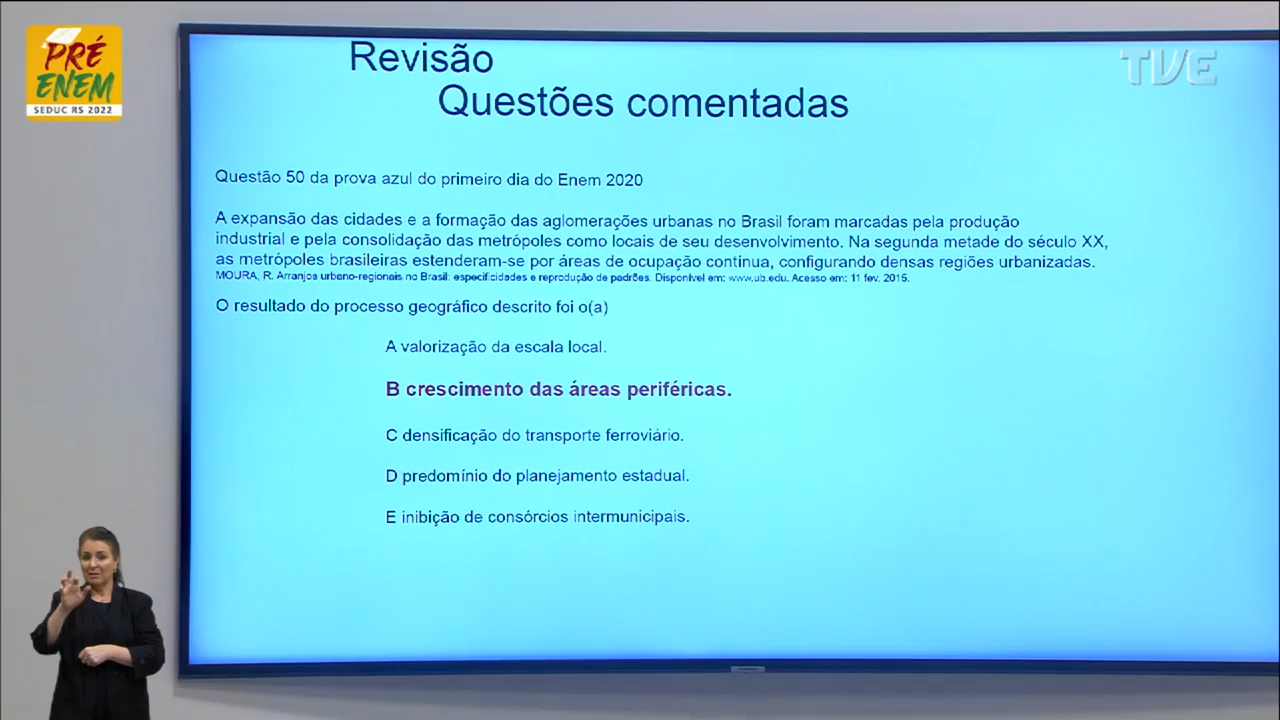 PRÉ
ENEM
SEDUC RS 2022
TVE
Revisão
Questões comentadas
Questão 50 da prova azul do primeiro dia do Enem 2020
A expansão das cidades e a formação das aglomerações urbanas no Brasil foram marcadas pela produção
industrial e pela consolidação das metrópoles como locais de seu desenvolvimento. Na segunda metade do século XX,
as metrópoles brasileiras estenderam-se por áreas de ocupação contínua, configurando densas regiões urbanizadas.
MOURA, R. Arranjos urbano-regionais no Brasil: especificidades e reprodução de padrões. Disponível em: www.ub.edu. Acesso em: 11 fev. 2015.
O resultado do processo geográfico descrito foi o(a)
A valorização da escala local.
B crescimento das áreas periféricas.
C densificação do transporte ferroviário.
D predomínio do planejamento estadual.
E inibição de consórcios intermunicipais.